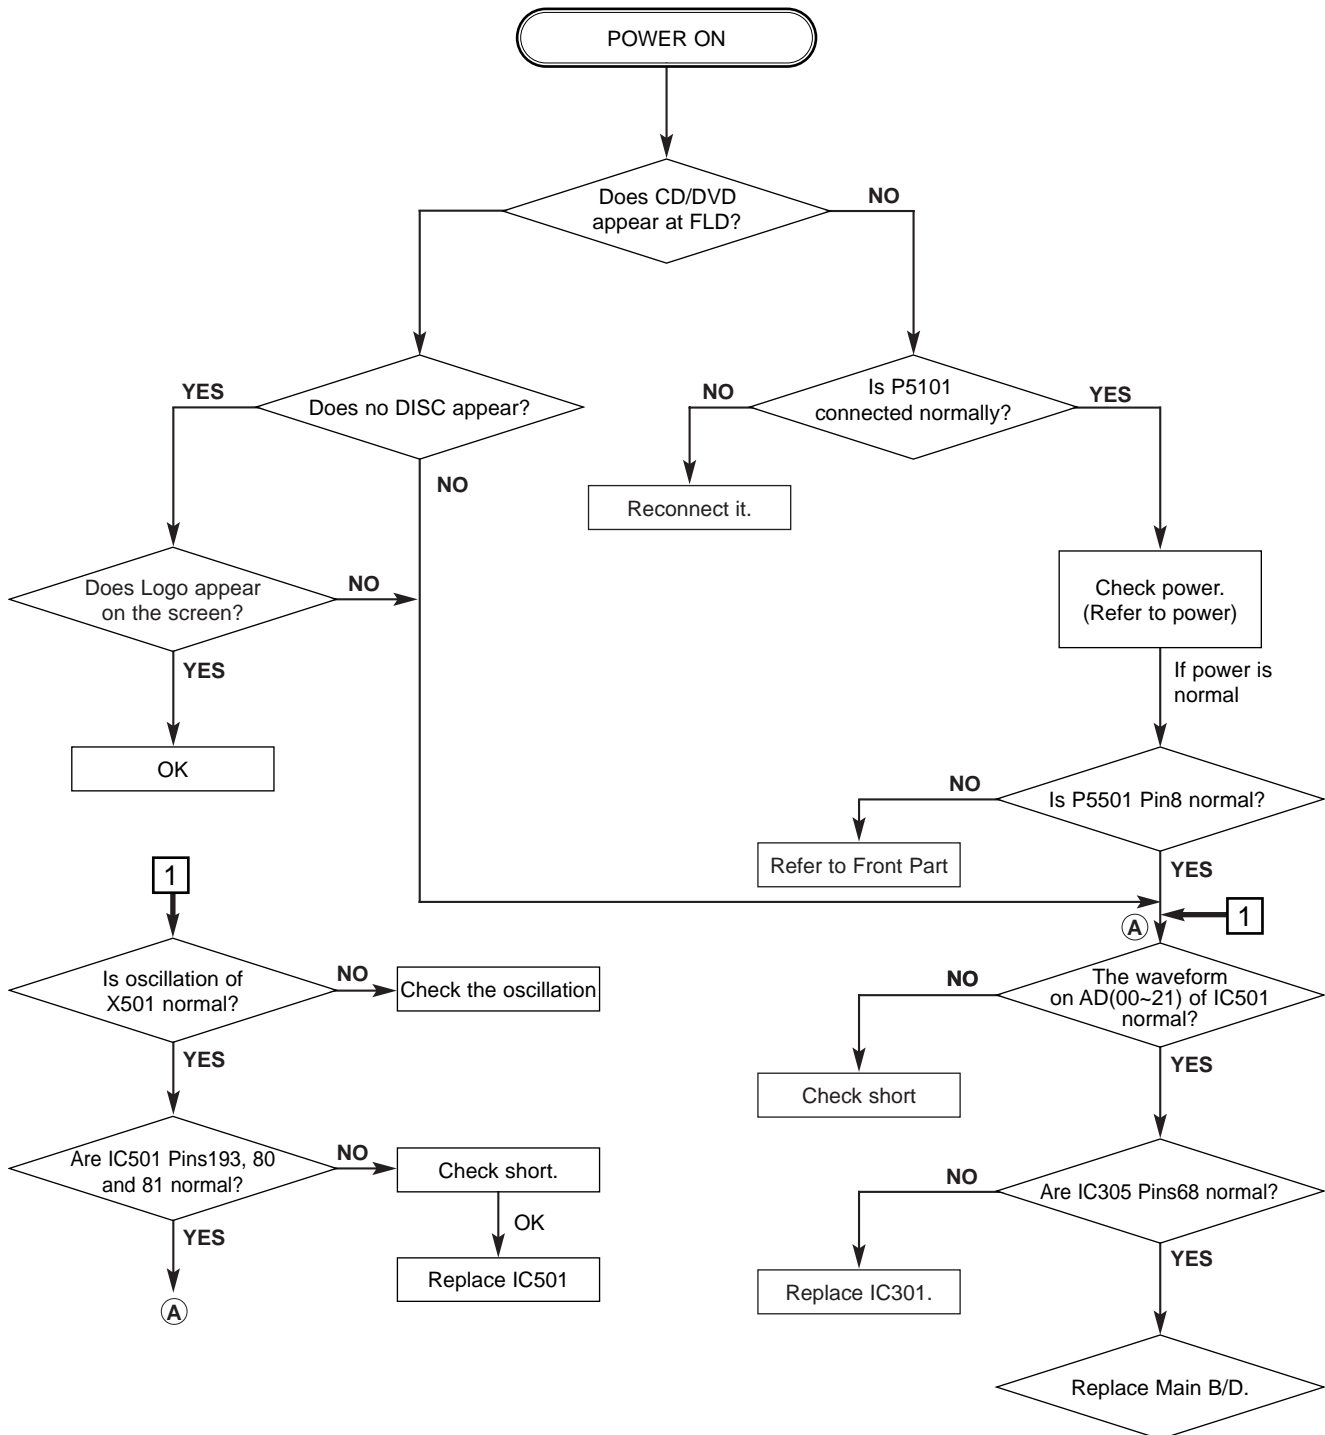 POWER ON
Does CD/DVD
appear at FLD?
NO
YES
Does no DISC appear?
NO
NO
Is P5101
connected normally?
YES
Reconnect it.
Does Logo appear
on the screen?
NO
YES
OK
Check power.
(Refer to power)
If power is
normal
NO
Is P5501 Pin8 normal?
Refer to Front Part
YES
1
A
1
Is oscillation of
X501 normal?
NO
Check the oscillation
YES
NO
The waveform
on AD(00~21) of IC501
normal?
Check short
YES
Are IC501 Pins193, 80
and 81 normal?
NO
Check short.
OK
Replace IC501
YES
A
NO
Are IC305 Pins68 normal?
Replace IC301.
YES
Replace Main B/D.